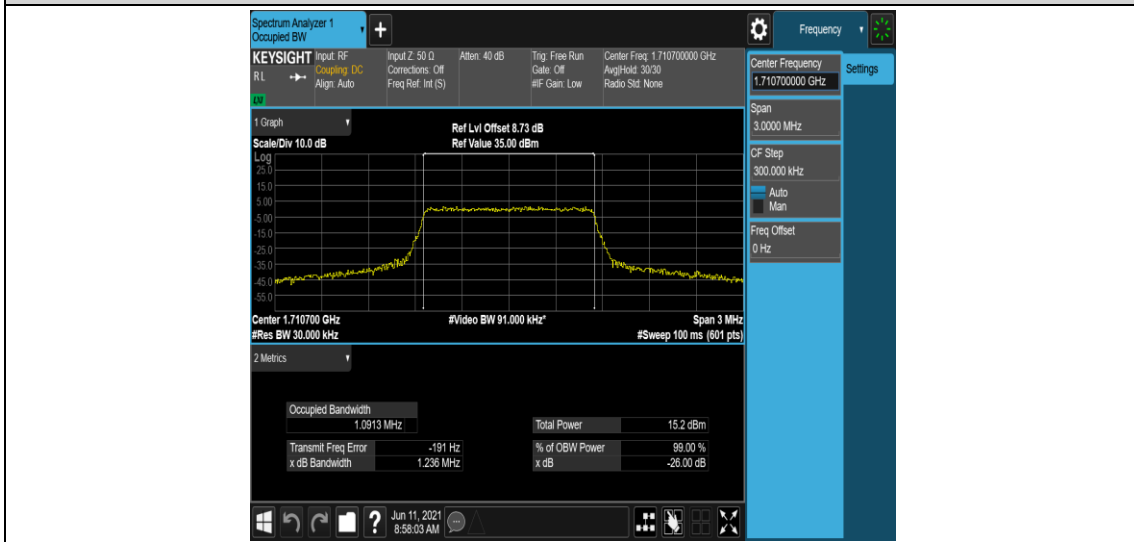 Spectrum Analyzer 1
Occupied BW
+
Frequency
KEYSIGHT
RL
LXI
Input: RF
Coupling: DC
Align: Auto
Input Z: 50 Ω
Corrections: Off
Freq Ref: Int (S)
Atten: 40 dB
Trig: Free Run
Gate: Off
#IF Gain: Low
Center Freq: 1.710700000 GHz
Avg|Hold: 30/30
Radio Std: None
Center Frequency
1.710700000 GHz
Settings
Span
3.0000 MHz
CF Step
300.000 kHz
Auto
Man
Freq Offset
0 Hz
1 Graph
Scale/Div 10.0 dB
Ref Lvl Offset 8.73 dB
Ref Value 35.00 dBm
Log
25.0
15.0
5.00
-5.00
-15.0
-25.0
-35.0
-45.0
-55.0
Center 1.710700 GHz
#Video BW 91.000 kHz*
Span 3 MHz
#Res BW 30.000 kHz
#Sweep 100 ms (601 pts)
2 Metrics
Occupied Bandwidth
1.0913 MHz
Total Power 15.2 dBm
Transmit Freq Error -191 Hz
% of OBW Power 99.00 %
x dB Bandwidth 1.236 MHz
x dB -26.00 dB
?
Jun 11, 2021
8:58:03 AM